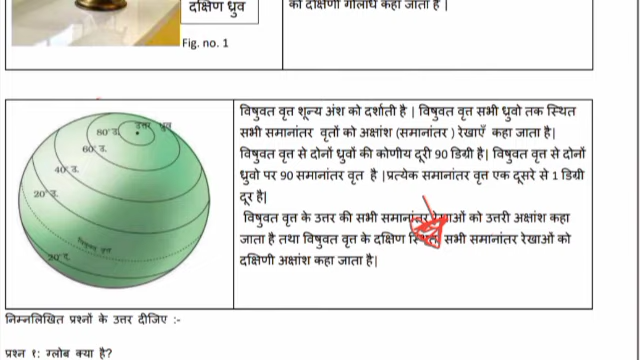 दक्षिण ध्रुव
को दक्षिणी गोलार्ध कहा जाता है |
Fig. no. 1
उत्तर ध्रुव
80° उ.
60° उ.
40° उ.
20° उ.
विषुवत वृत्त
20° द.
विषुवत वृत्त शून्य अंश को दर्शाती है | विषुवत वृत्त सभी ध्रुवो तक स्थित
सभी समानांतर वृतों को अक्षांश (समानांतर ) रेखाएँ कहा जाता है|
विषुवत वृत्त से दोनों ध्रुवों की कोणीय दूरी 90 डिग्री है| विषुवत वृत्त से दोनों
ध्रुवो पर 90 समानांतर वृत है |प्रत्येक समानांतर वृत्त एक दूसरे से 1 डिग्री
दूर है|
विषुवत वृत्त के उत्तर की सभी समानांतर रेखाओं को उत्तरी अक्षांश कहा
जाता है तथा विषुवत वृत्त के दक्षिण स्थित सभी समानांतर रेखाओं को
दक्षिणी अक्षांश कहा जाता है|
निम्नलिखित प्रश्नों के उत्तर दीजिए :-
प्रश्न १: ग्लोब क्या है?